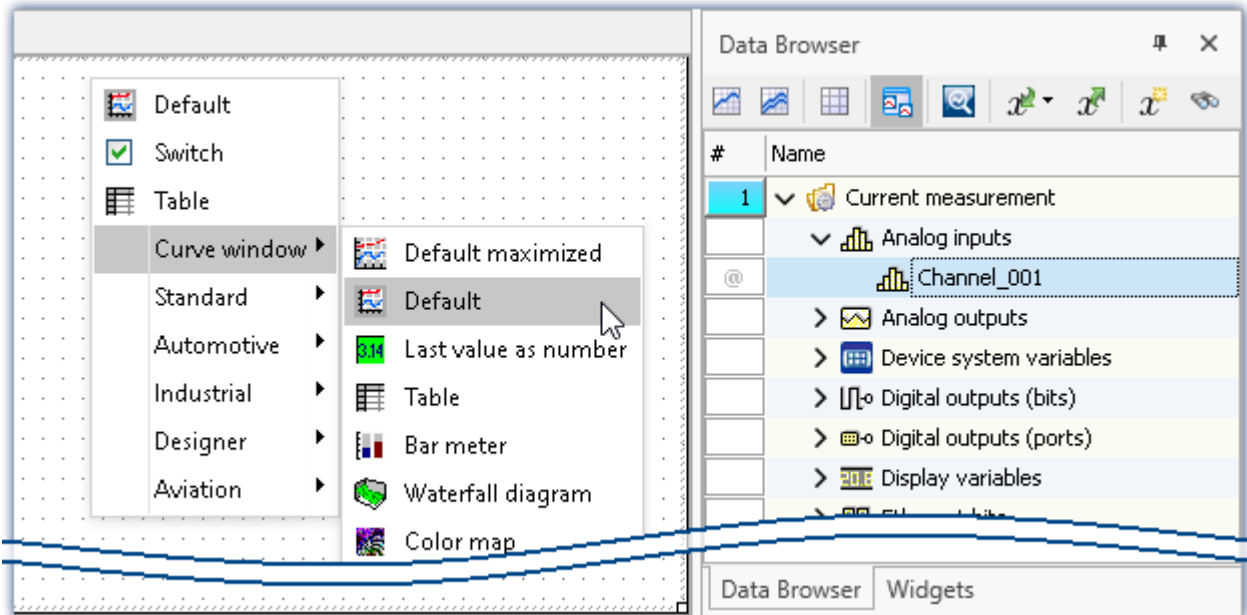 Default
Switch
Table
Curve window
Standard
Automotive
Industrial
Designer
Aviation
Default maximized
Default
3.14 Last value as number
Table
Bar meter
Waterfall diagram
Color map
Data Browser
# Name
1 Current measurement
Analog inputs
@ Channel_001
Analog outputs
Device system variables
Digital outputs (bits)
Digital outputs (ports)
Display variables
Data Browser Widgets